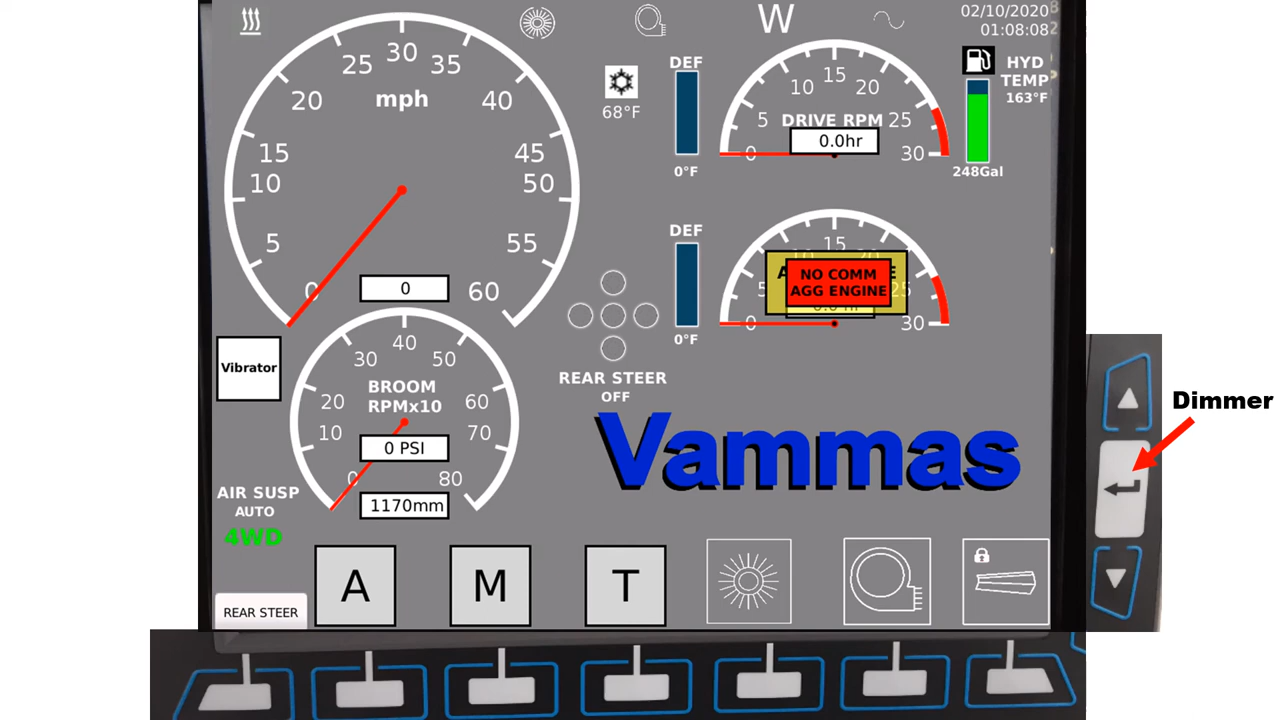 W
02/10/2020
01:08:08
30
25
35
20
40
mph
15
45
10
50
5
55
0
60
0
68°F
DEF
0°F
15
10
20
DRIVE RPM
5
25
0
30
0.0hr
HYD
TEMP
163°F
248Gal
DEF
0°F
15
0
30
NO COMM
AGG ENGINE
REAR STEER
OFF
Vibrator
40
30
50
BROOM
RPMx10
20
60
10
70
0 PSI
0
80
1170mm
Vammas
AIR SUSP
AUTO
4WD
Dimmer
REAR STEER
A
M
T